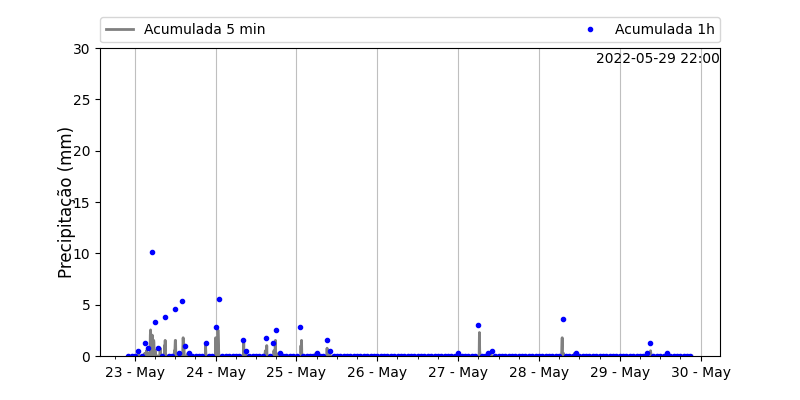 Acumulada 5 min
Acumulada 1h
2022-05-29 22:00
Precipitação (mm)
30
25
20
15
10
5
0
23 - May 24 - May 25 - May 26 - May 27 - May 28 - May 29 - May 30 - May